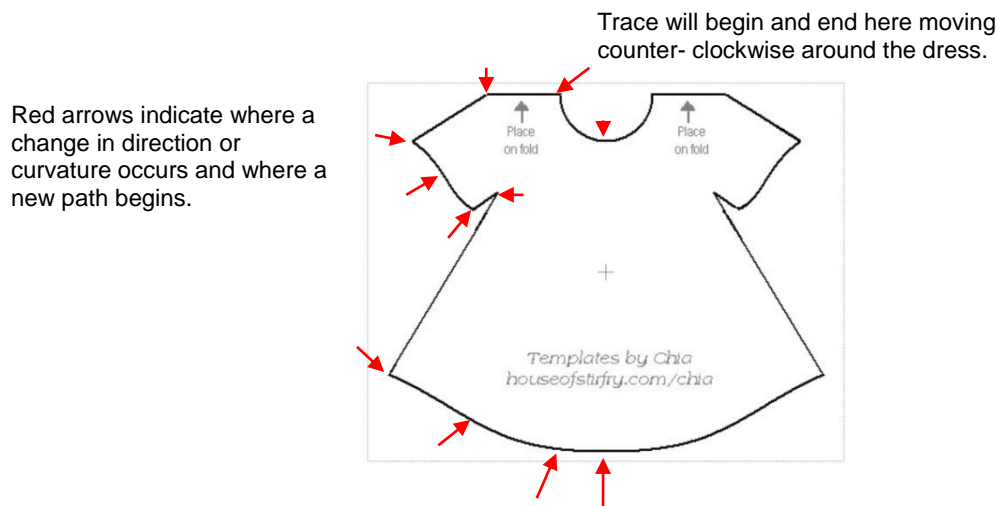 Trace will begin and end here moving
counter- clockwise around the dress.
Red arrows indicate where a
change in direction or
curvature occurs and where a
new path begins.
Place
on fold
Place
on fold
Templates by Chia
houseofstirfry.com/chia